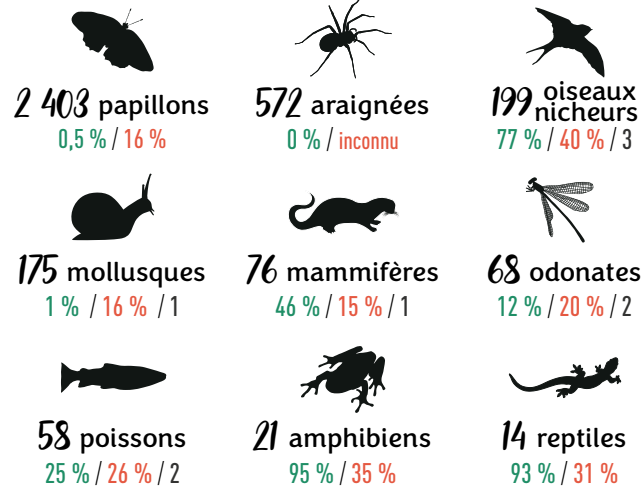 2 403 papillons
0,5 % / 16 %
572 araignées
0 % / inconnu
199 oiseaux nicheurs
77 % / 40 % / 3
175 mollusques
1 % / 16 % / 1
76 mammifères
46 % / 15 % / 1
68 odonates
12 % / 20 % / 2
58 poissons
25 % / 26 % / 2
21 amphibiens
95 % / 35 %
14 reptiles
93 % / 31 %